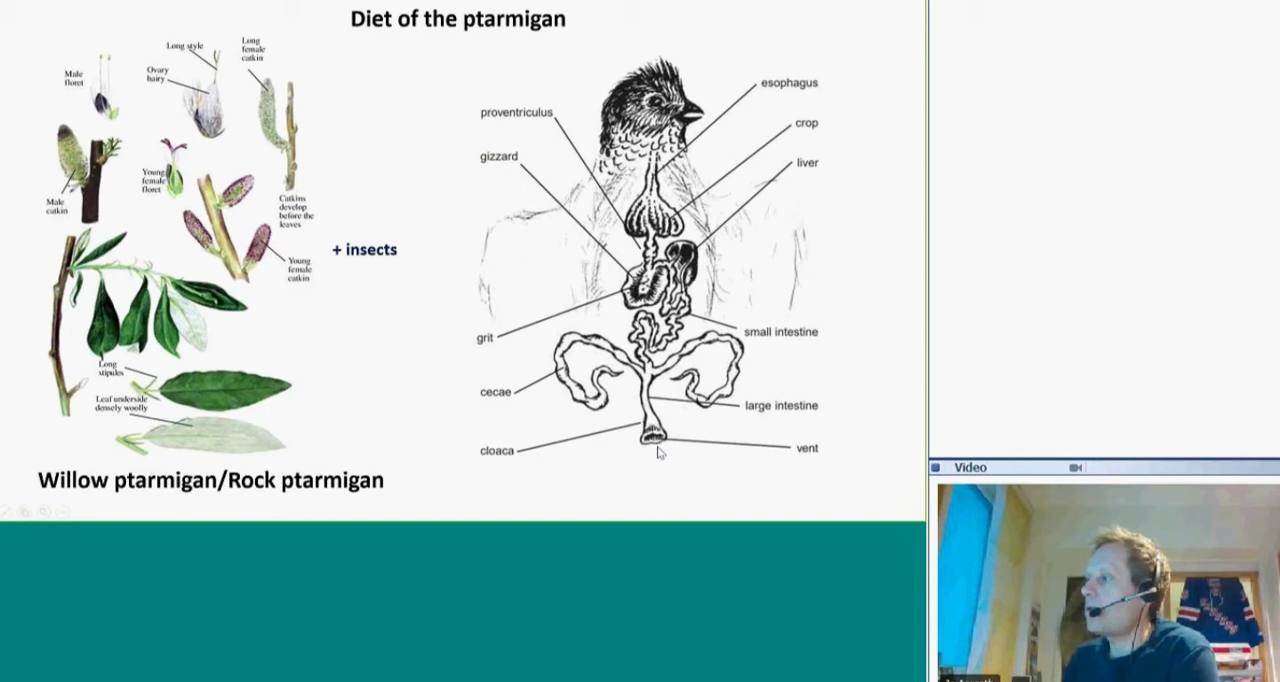 Diet of the ptarmigan
Male
floret
Long style
Ovary
hairy
Long
female
catkin
Male
catkin
Young
female
floret
Catkins
develop
before the
leaves
Young
female
catkin
+ insects
Long
stipules
Leaf underside
densely woolly
Willow ptarmigan/Rock ptarmigan
proventriculus
gizzard
grit
cecae
cloaca
esophagus
crop
liver
small intestine
large intestine
vent
Video